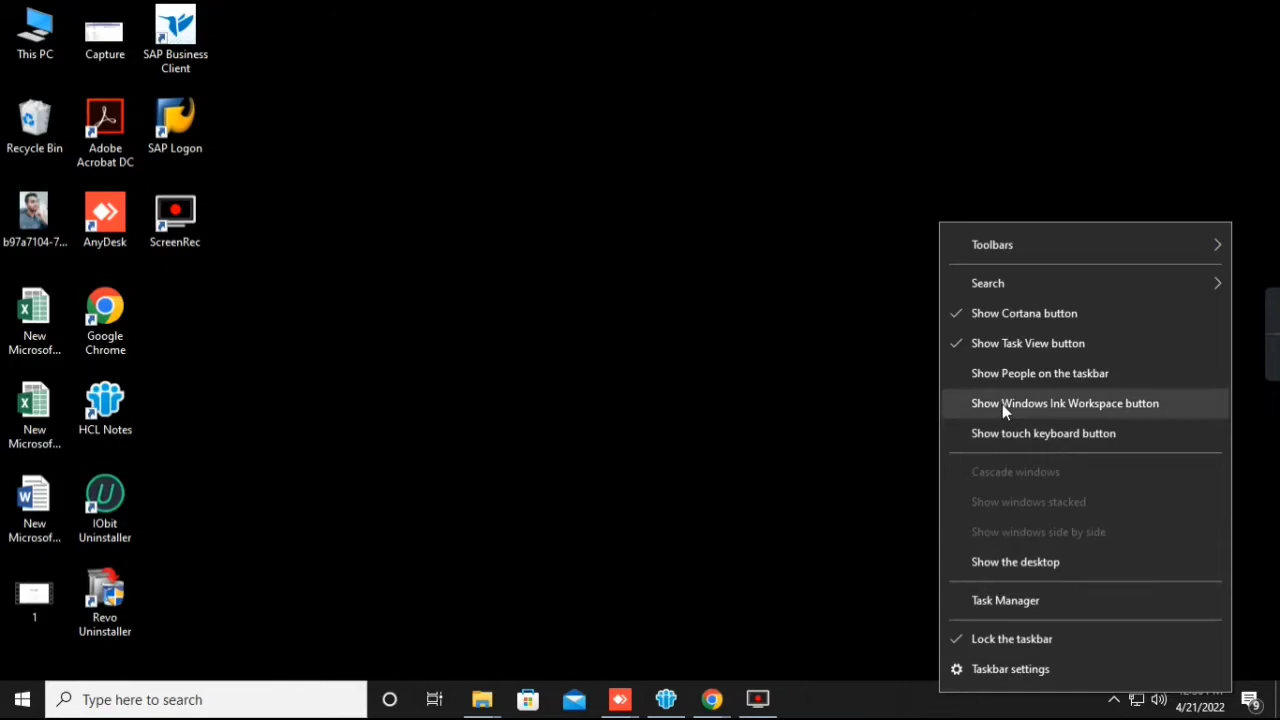 This PC
Capture
SAP Business
Client
Recycle Bin
Adobe
Acrobat DC
SAP Logon
b97a7104-7...
AnyDesk
ScreenRec
New
Microsof...
Google
Chrome
New
Microsof...
HCL Notes
New
Microsof...
IObit
Uninstaller
1
Revo
Uninstaller
Toolbars
Search
Show Cortana button
Show Task View button
Show People on the taskbar
Show Windows Ink Workspace button
Show touch keyboard button
Cascade windows
Show windows stacked
Show windows side by side
Show the desktop
Task Manager
Lock the taskbar
Taskbar settings
Type here to search
4/21/2022
9